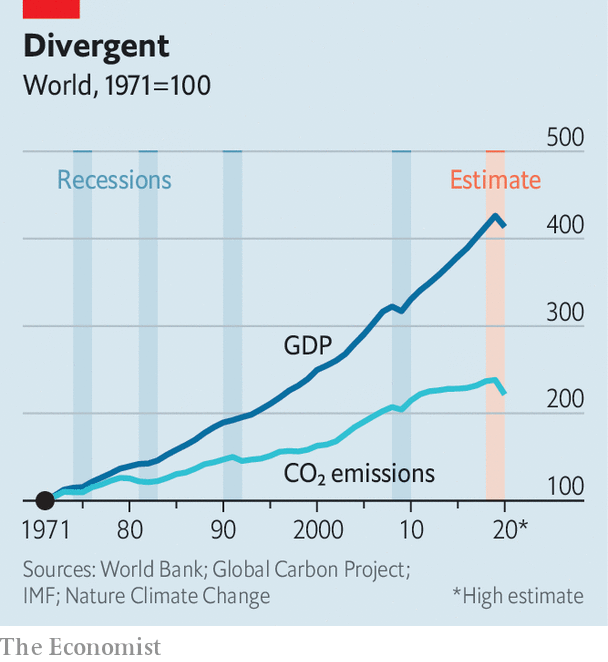 Divergent
World, 1971=100
500
Recessions
Estimate
400
300
GDP
200
CO₂ emissions
100
1971 80 90 2000 10 20*
Sources: World Bank; Global Carbon Project;
IMF; Nature Climate Change *High estimate
The Economist